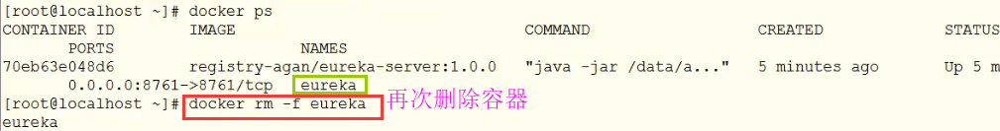 [root@localhost ~]# docker ps
CONTAINER ID IMAGE COMMAND CREATED STATUS
PORTS NAMES
70eb63e048d6 registry-agan/eureka-server:1.0.0 "java -jar /data/a..." 5 minutes ago Up 5 m
0.0.0.0:8761->8761/tcp eureka
[root@localhost ~]# docker rm -f eureka 再次删除容器
eureka